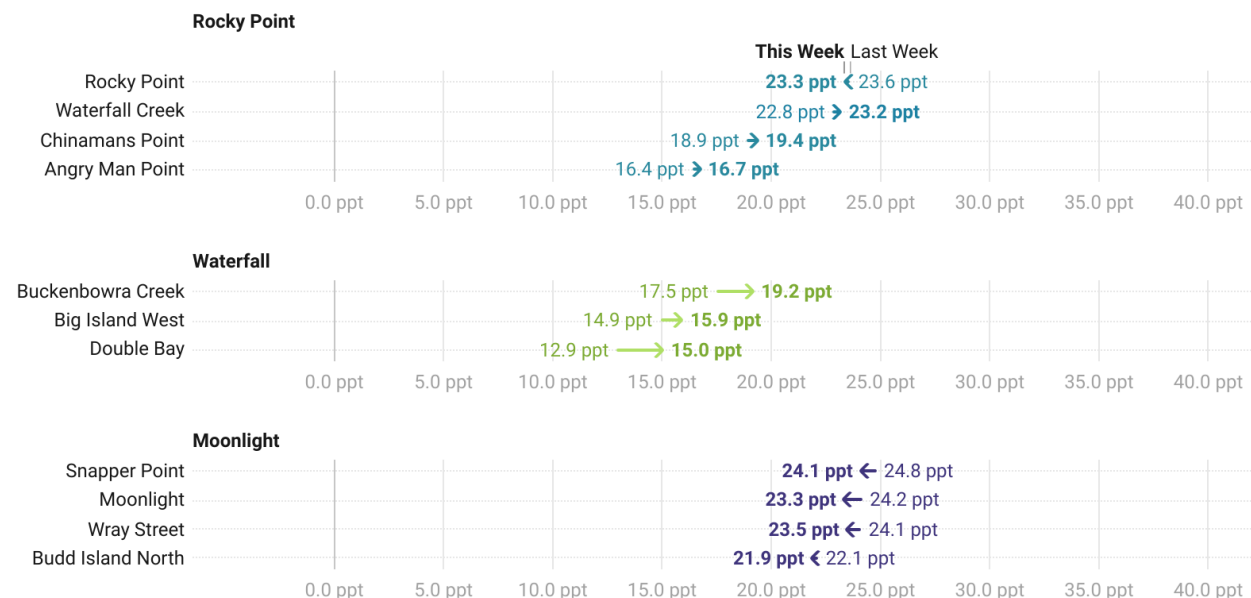 Rocky Point
This Week Last Week
Rocky Point 23.3 ppt 23.6 ppt
Waterfall Creek 22.8 ppt 23.2 ppt
Chinamans Point 18.9 ppt 19.4 ppt
Angry Man Point 16.4 ppt 16.7 ppt
0.0 ppt 5.0 ppt 10.0 ppt 15.0 ppt 20.0 ppt 25.0 ppt 30.0 ppt 35.0 ppt 40.0 ppt
Waterfall
Buckenbowra Creek 17.5 ppt 19.2 ppt
Big Island West 14.9 ppt 15.9 ppt
Double Bay 12.9 ppt 15.0 ppt
0.0 ppt 5.0 ppt 10.0 ppt 15.0 ppt 20.0 ppt 25.0 ppt 30.0 ppt 35.0 ppt 40.0 ppt
Moonlight
Snapper Point 24.1 ppt 24.8 ppt
Moonlight 23.3 ppt 24.2 ppt
Wray Street 23.5 ppt 24.1 ppt
Budd Island North 21.9 ppt 22.1 ppt
0.0 ppt 5.0 ppt 10.0 ppt 15.0 ppt 20.0 ppt 25.0 ppt 30.0 ppt 35.0 ppt 40.0 ppt